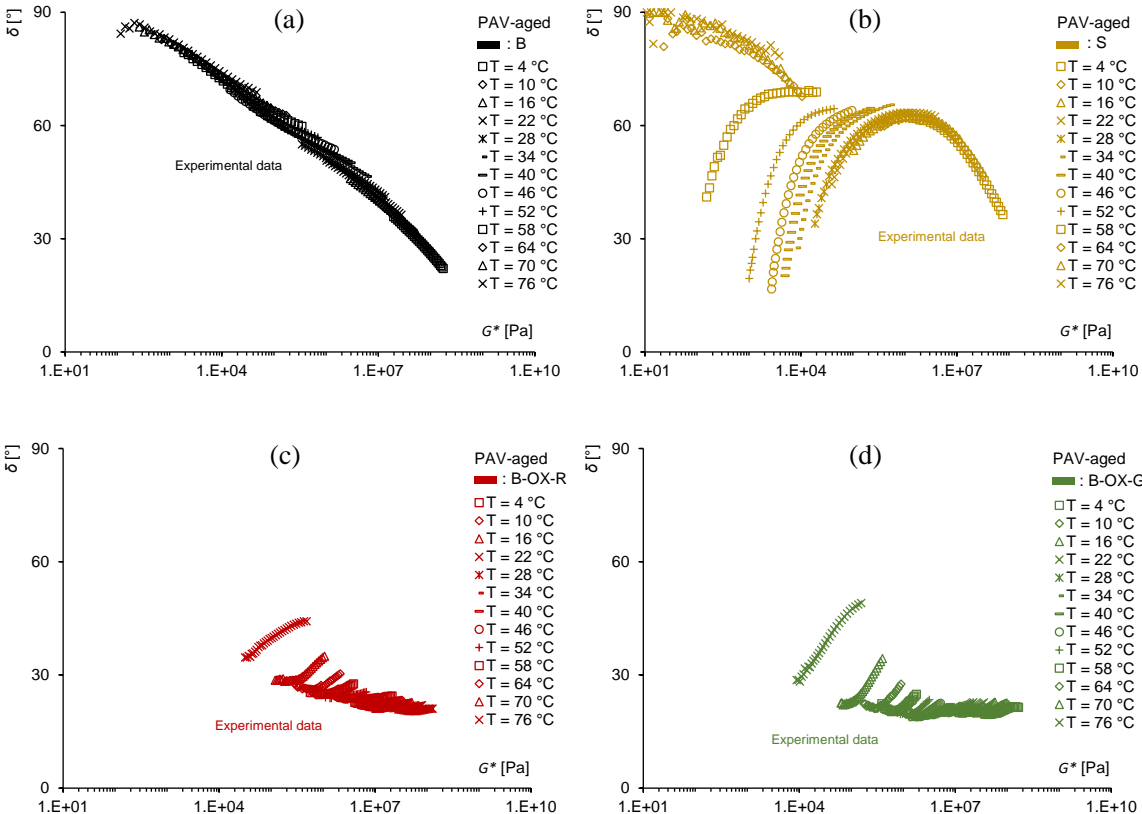 (a)
δ [°]
90
60
30
0
1.E+01
1.E+04
1.E+07
1.E+10
G* [Pa]
Experimental data
PAV-aged
: B
T = 4 °C
T = 10 °C
T = 16 °C
T = 22 °C
T = 28 °C
T = 34 °C
T = 40 °C
T = 46 °C
T = 52 °C
T = 58 °C
T = 64 °C
T = 70 °C
T = 76 °C
(b)
δ [°]
90
60
30
0
1.E+01
1.E+04
1.E+07
1.E+10
G* [Pa]
Experimental data
PAV-aged
: S
T = 4 °C
T = 10 °C
T = 16 °C
T = 22 °C
T = 28 °C
T = 34 °C
T = 40 °C
T = 46 °C
T = 52 °C
T = 58 °C
T = 64 °C
T = 70 °C
T = 76 °C
(c)
δ [°]
90
60
30
0
1.E+01
1.E+04
1.E+07
1.E+10
G* [Pa]
Experimental data
PAV-aged
: B-OX-R
T = 4 °C
T = 10 °C
T = 16 °C
T = 22 °C
T = 28 °C
T = 34 °C
T = 40 °C
T = 46 °C
T = 52 °C
T = 58 °C
T = 64 °C
T = 70 °C
T = 76 °C
(d)
δ [°]
90
60
30
0
1.E+01
1.E+04
1.E+07
1.E+10
G* [Pa]
Experimental data
PAV-aged
: B-OX-G
T = 4 °C
T = 10 °C
T = 16 °C
T = 22 °C
T = 28 °C
T = 34 °C
T = 40 °C
T = 46 °C
T = 52 °C
T = 58 °C
T = 64 °C
T = 70 °C
T = 76 °C